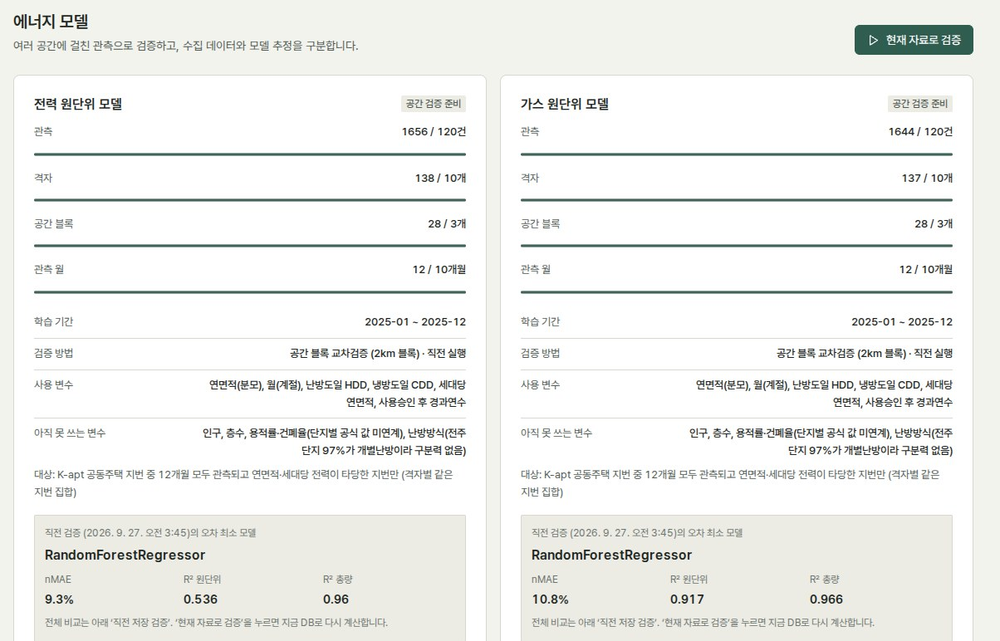 에너지 모델
여러 공간에 걸친 관측으로 검증하고, 수집 데이터와 모델 추정을 구분합니다.
현재 자료로 검증
전력 원단위 모델
공간 검증 준비
관측
1656 / 120건
격자
138 / 10개
공간 블록
28 / 3개
관측 월
12 / 10개월
학습 기간
2025-01 ~ 2025-12
검증 방법
공간 블록 교차검증 (2km 블록) · 직전 실행
사용 변수
연면적(분모), 월(계절), 난방도일 HDD, 냉방도일 CDD, 세대당
연면적, 사용승인 후 경과연수
아직 못 쓰는 변수
인구, 층수, 용적률·건폐율(단지별 공식 값 미연계), 난방방식(전주
단지 97%가 개별난방이라 구분력 없음)
대상: K-apt 공동주택 지번 중 12개월 모두 관측되고 연면적·세대당 전력이 타당한 지번만 (격자별 같은
지번 집합)
직전 검증 (2026. 9. 27. 오전 3:45)의 오차 최소 모델
RandomForestRegressor
nMAE
R² 원단위
R² 총량
9.3%
0.536
0.96
전체 비교는 아래 '직전 저장 검증'. '현재 자료로 검증'을 누르면 지금 DB로 다시 계산합니다.
가스 원단위 모델
공간 검증 준비
관측
1644 / 120건
격자
137 / 10개
공간 블록
28 / 3개
관측 월
12 / 10개월
학습 기간
2025-01 ~ 2025-12
검증 방법
공간 블록 교차검증 (2km 블록) · 직전 실행
사용 변수
연면적(분모), 월(계절), 난방도일 HDD, 냉방도일 CDD, 세대당
연면적, 사용승인 후 경과연수
아직 못 쓰는 변수
인구, 층수, 용적률·건폐율(단지별 공식 값 미연계), 난방방식(전주
단지 97%가 개별난방이라 구분력 없음)
대상: K-apt 공동주택 지번 중 12개월 모두 관측되고 연면적·세대당 전력이 타당한 지번만 (격자별 같은
지번 집합)
직전 검증 (2026. 9. 27. 오전 3:45)의 오차 최소 모델
RandomForestRegressor
nMAE
R² 원단위
R² 총량
10.8%
0.917
0.966
전체 비교는 아래 '직전 저장 검증'. '현재 자료로 검증'을 누르면 지금 DB로 다시 계산합니다.